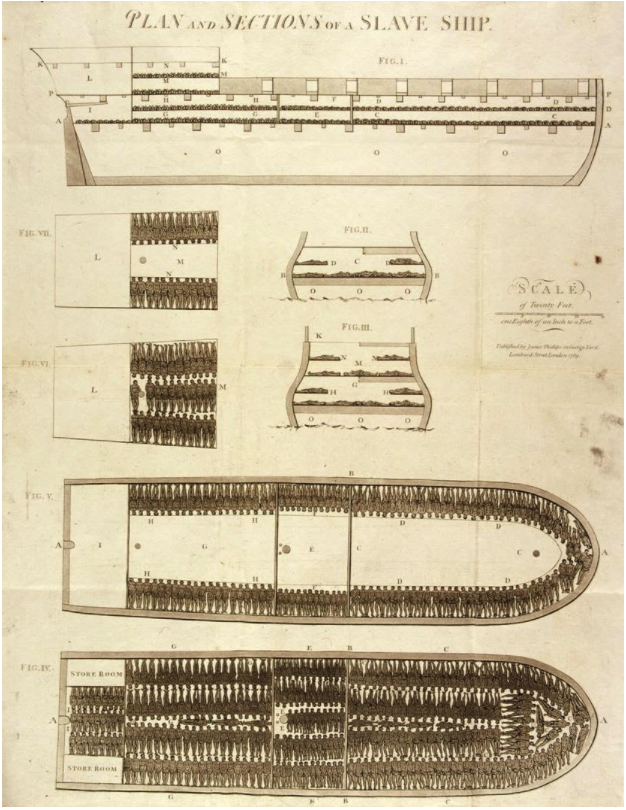 PLAN AND SECTIONS OF A SLAVE SHIP.
FIG. I.
K K
L N M
M
P H H F D D P
I D
A G G E C C A
O O O
FIG. VII.
L N M N
FIG. II.
D C D
B B
O O O
SCALE
of Twenty Feet.
one Eighth of an Inch to a Foot.
Published by James Phillips George Yard
Lombard Street London 1789.
FIG. III.
K
N M N
G
H H
O O O
FIG. VI
L M
FIG. V.
B
H H F D D
A I G E C C A
H H F D D
FIG. IV.
G E B C
STORE ROOM
A A
STORE ROOM
G E B C